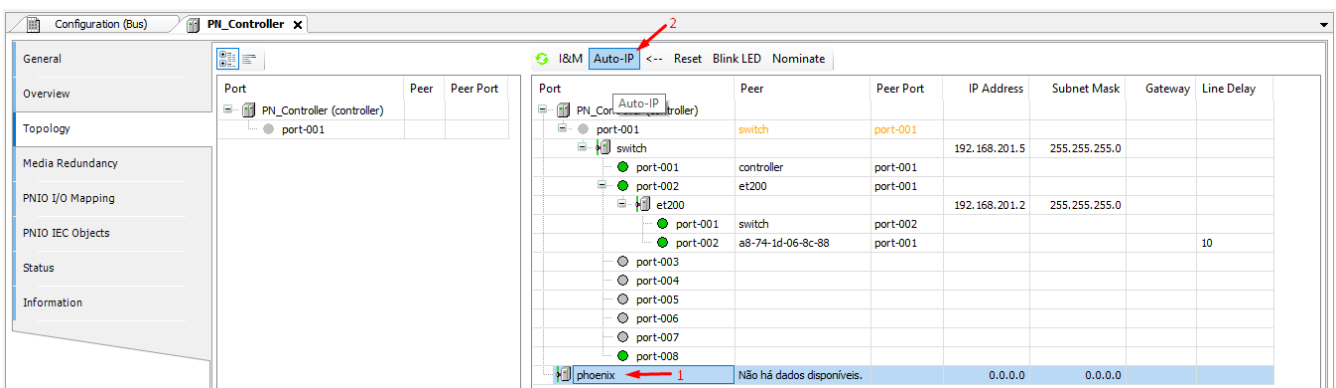 Configuration (Bus) PN_Controller X
2
General
Overview
Topology
Media Redundancy
PNIO I/O Mapping
PNIO IEC Objects
Status
Information
Port Peer Peer Port
PN_Controller (controller)
port-001
I&M Auto-IP <-- Reset Blink LED Nominate
Port Peer Peer Port IP Address Subnet Mask Gateway Line Delay
Auto-IP
port-001 switch port-001
switch 192.168.201.5 255.255.255.0
port-001 controller port-001
port-002 et200 port-001
et200 192.168.201.2 255.255.255.0
port-001 switch port-002
port-002 a8-74-1d-06-8c-88 port-001 10
port-003
port-004
port-005
port-006
port-007
port-008
phoenix 1 Não há dados disponíveis. 0.0.0.0 0.0.0.0